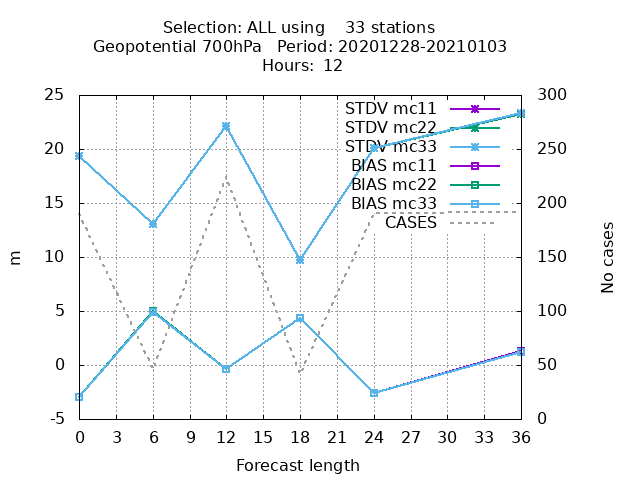 Selection: ALL using 33 stations
Geopotential 700hPa Period: 20201228-20210103
Hours: 12
25
20
15
10
5
0
-5
m
STDV mc11
STDV mc22
STDV mc33
BIAS mc11
BIAS mc22
BIAS mc33
CASES
300
250
200
150
100
50
0
No cases
0 3 6 9 12 15 18 21 24 27 30 33 36
Forecast length